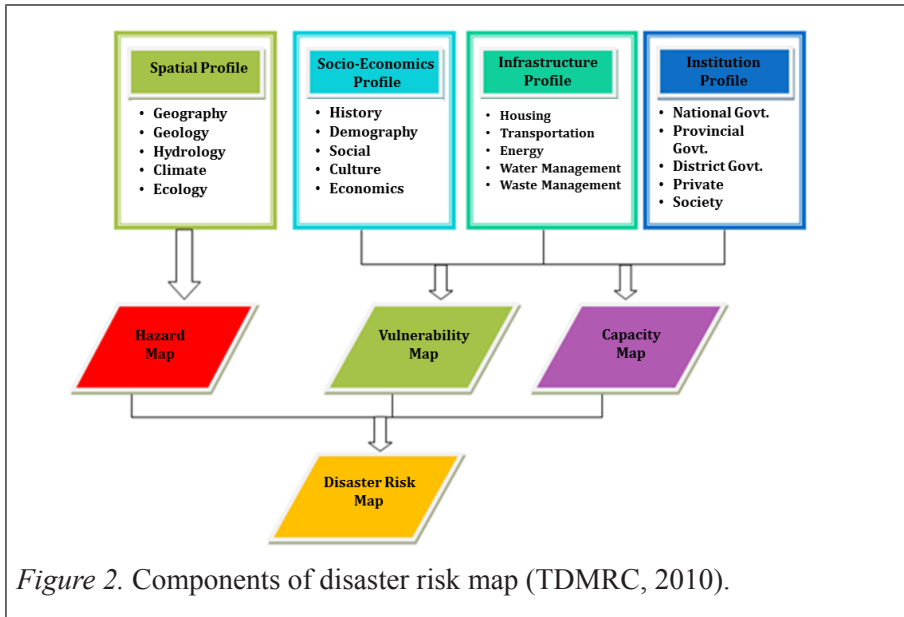 Spatial Profile
• Geography
• Geology
• Hydrology
• Climate
• Ecology
Socio-Economics
Profile
• History
• Demography
• Social
• Culture
• Economics
Infrastructure
Profile
• Housing
• Transportation
• Energy
• Water Management
• Waste Management
Institution
Profile
• National Govt.
• Provincial
Govt.
• District Govt.
• Private
• Society
Hazard
Map
Vulnerability
Map
Capacity
Map
Disaster Risk
Map
Figure 2. Components of disaster risk map (TDMRC, 2010).